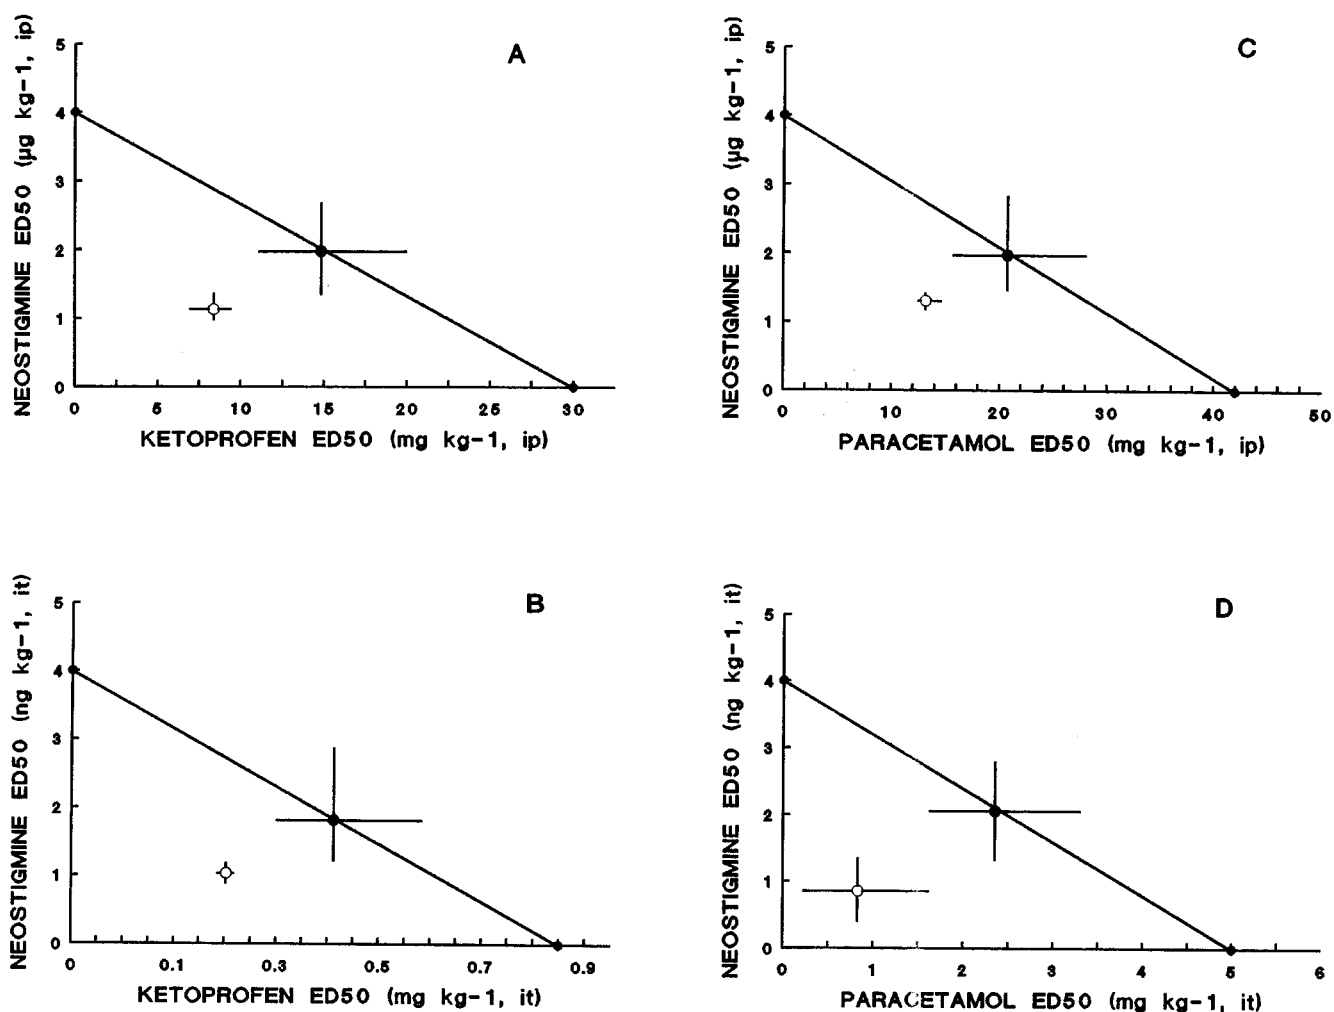 A
NEOSTIGMINE ED50 (µg kg-1, ip)
5
4
3
2
1
0
0 5 10 15 20 25 30
KETOPROFEN ED50 (mg kg-1, ip)
C
NEOSTIGMINE ED50 (µg kg-1, ip)
5
4
3
2
1
0
0 10 20 30 40 50
PARACETAMOL ED50 (mg kg-1, ip)
B
NEOSTIGMINE ED50 (ng kg-1, it)
5
4
3
2
1
0
0 0.1 0.3 0.5 0.7 0.9
KETOPROFEN ED50 (mg kg-1, it)
D
NEOSTIGMINE ED50 (ng kg-1, it)
5
4
3
2
1
0
0 1 2 3 4 5 6
PARACETAMOL ED50 (mg kg-1, it)